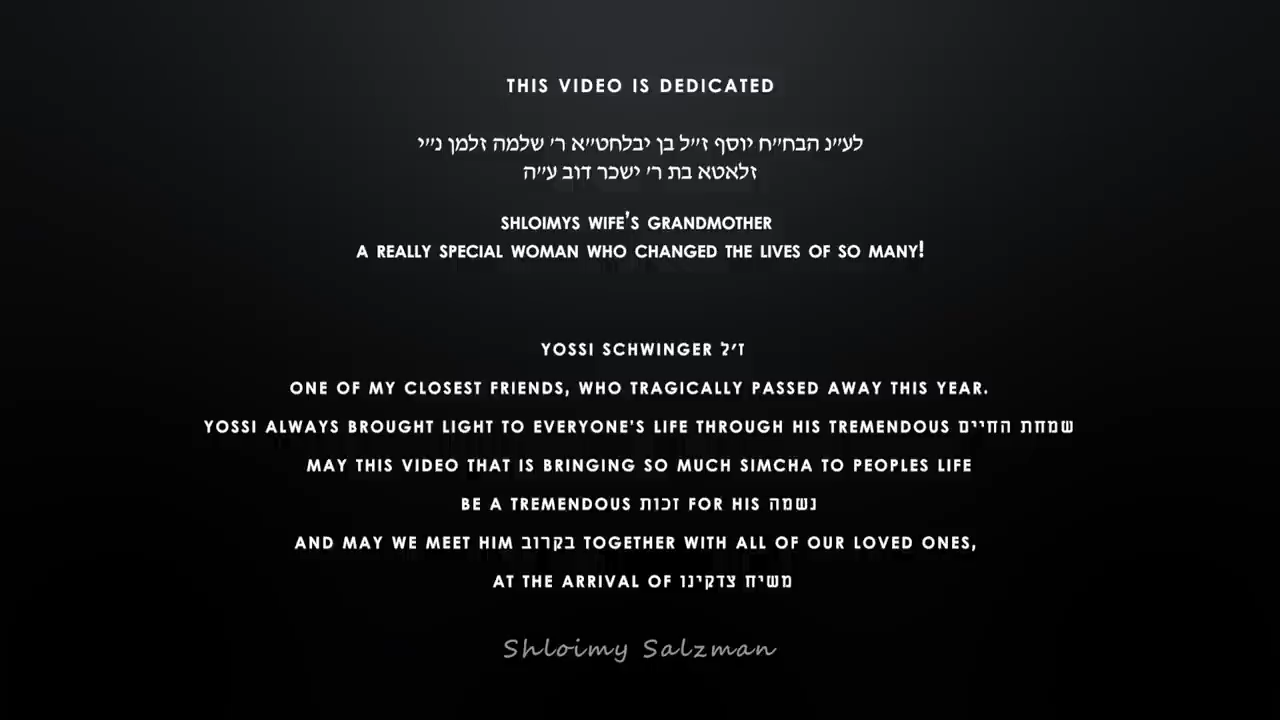 THIS VIDEO IS DEDICATED
לע״נ הבח״ח יוסף ז״ל בן יבלחט״א ר׳ שלמה זלמן נ״י
זלאטא בת ר׳ ישכר דוב ע״ה
SHLOIMYS WIFE'S GRANDMOTHER
A REALLY SPECIAL WOMAN WHO CHANGED THE LIVES OF SO MANY!
YOSSI SCHWINGER ז״ל
ONE OF MY CLOSEST FRIENDS, WHO TRAGICALLY PASSED AWAY THIS YEAR.
YOSSI ALWAYS BROUGHT LIGHT TO EVERYONE'S LIFE THROUGH HIS TREMENDOUS שמחת החיים
MAY THIS VIDEO THAT IS BRINGING SO MUCH SIMCHA TO PEOPLES LIFE
BE A TREMENDOUS זכות FOR HIS נשמה
AND MAY WE MEET HIM בקרוב TOGETHER WITH ALL OF OUR LOVED ONES,
AT THE ARRIVAL OF משיח צדקינו
Shloimy Salzman